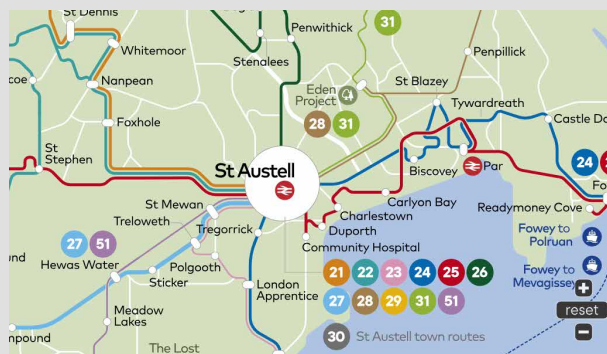 St Dennis
Penwithick
31
Whitemoor
Stenalees
Penpillick
Nanpean
Eden
Project
St Blazey
Tywardreath
28 31
Foxhole
Castle Do
St
Stephen
St Austell
Biscovey
Par
24
Carlyon Bay
St Mewan
Charlestown
Readymoney Cove
Treloweth
Tregorrick
Duporth
Fowey to
Polruan
27 51
Community Hospital
Hewas Water
Polgooth
21 22 23 24 25 26
Fowey to
Mevagissey
Sticker
London
Apprentice
27 28 29 31 51
reset
Meadow
Lakes
30 St Austell town routes
The Lost